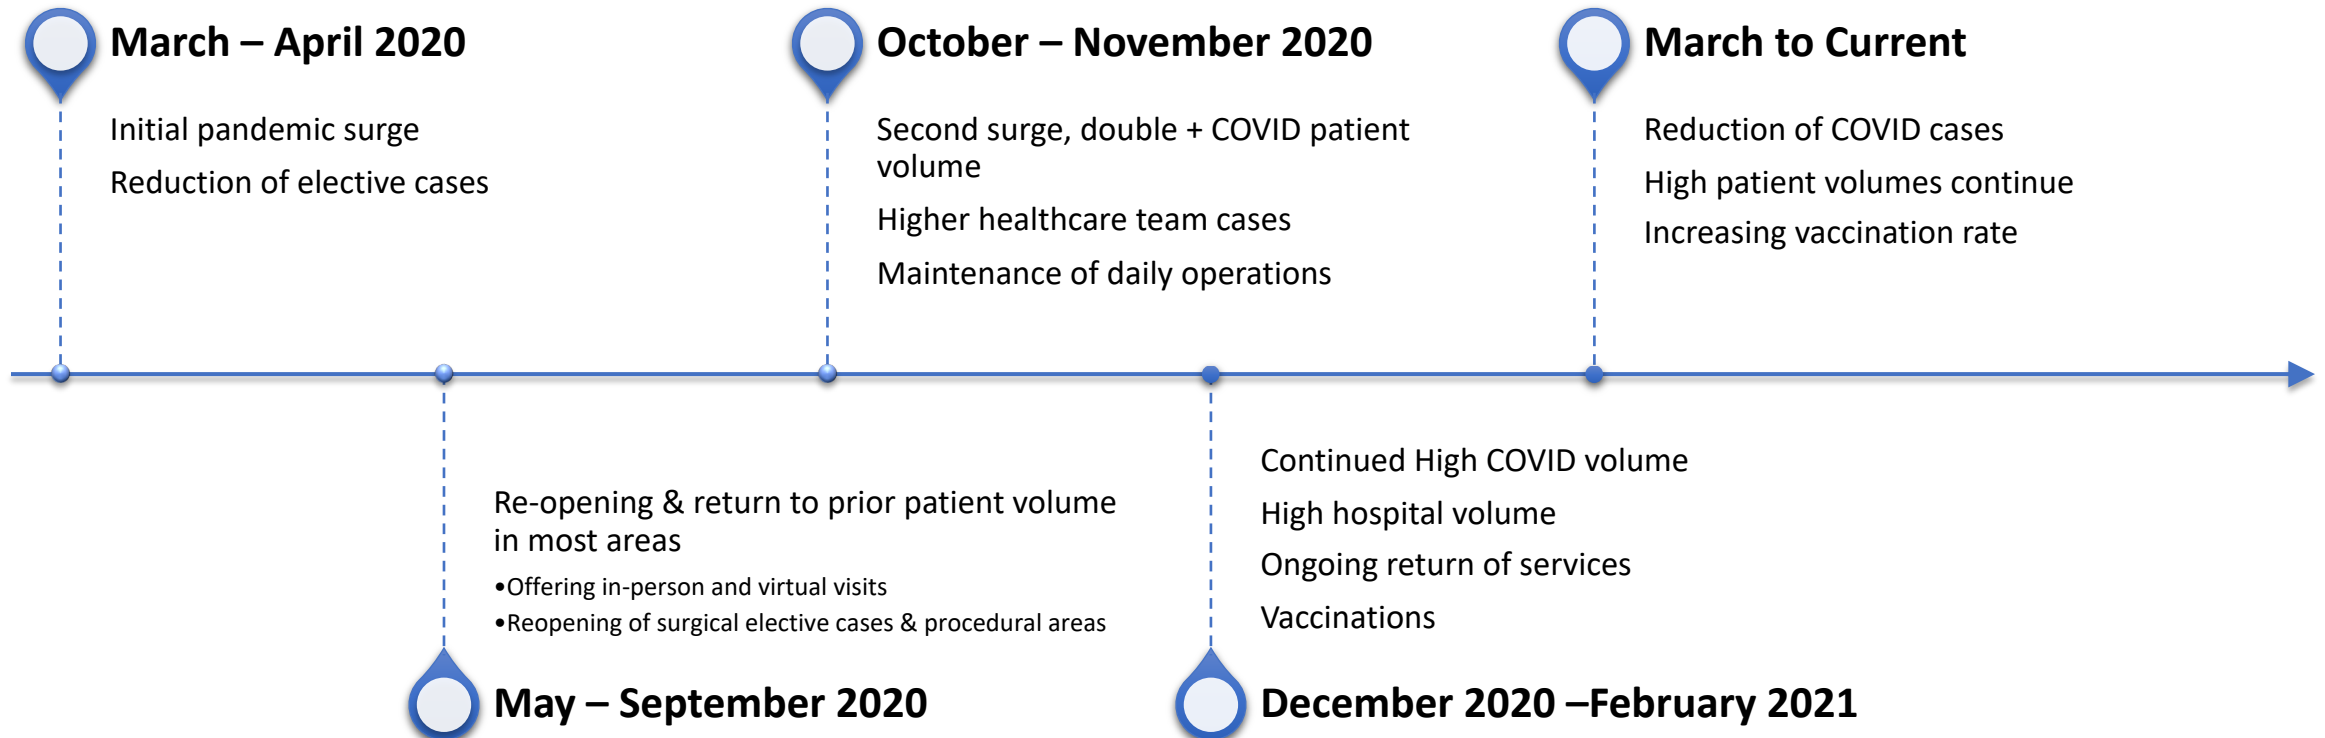 March – April 2020
Initial pandemic surge
Reduction of elective cases
October – November 2020
Second surge, double + COVID patient
volume
Higher healthcare team cases
Maintenance of daily operations
March to Current
Reduction of COVID cases
High patient volumes continue
Increasing vaccination rate
Re-opening & return to prior patient volume
in most areas
•Offering in-person and virtual visits
•Reopening of surgical elective cases & procedural areas
May – September 2020
Continued High COVID volume
High hospital volume
Ongoing return of services
Vaccinations
December 2020 –February 2021